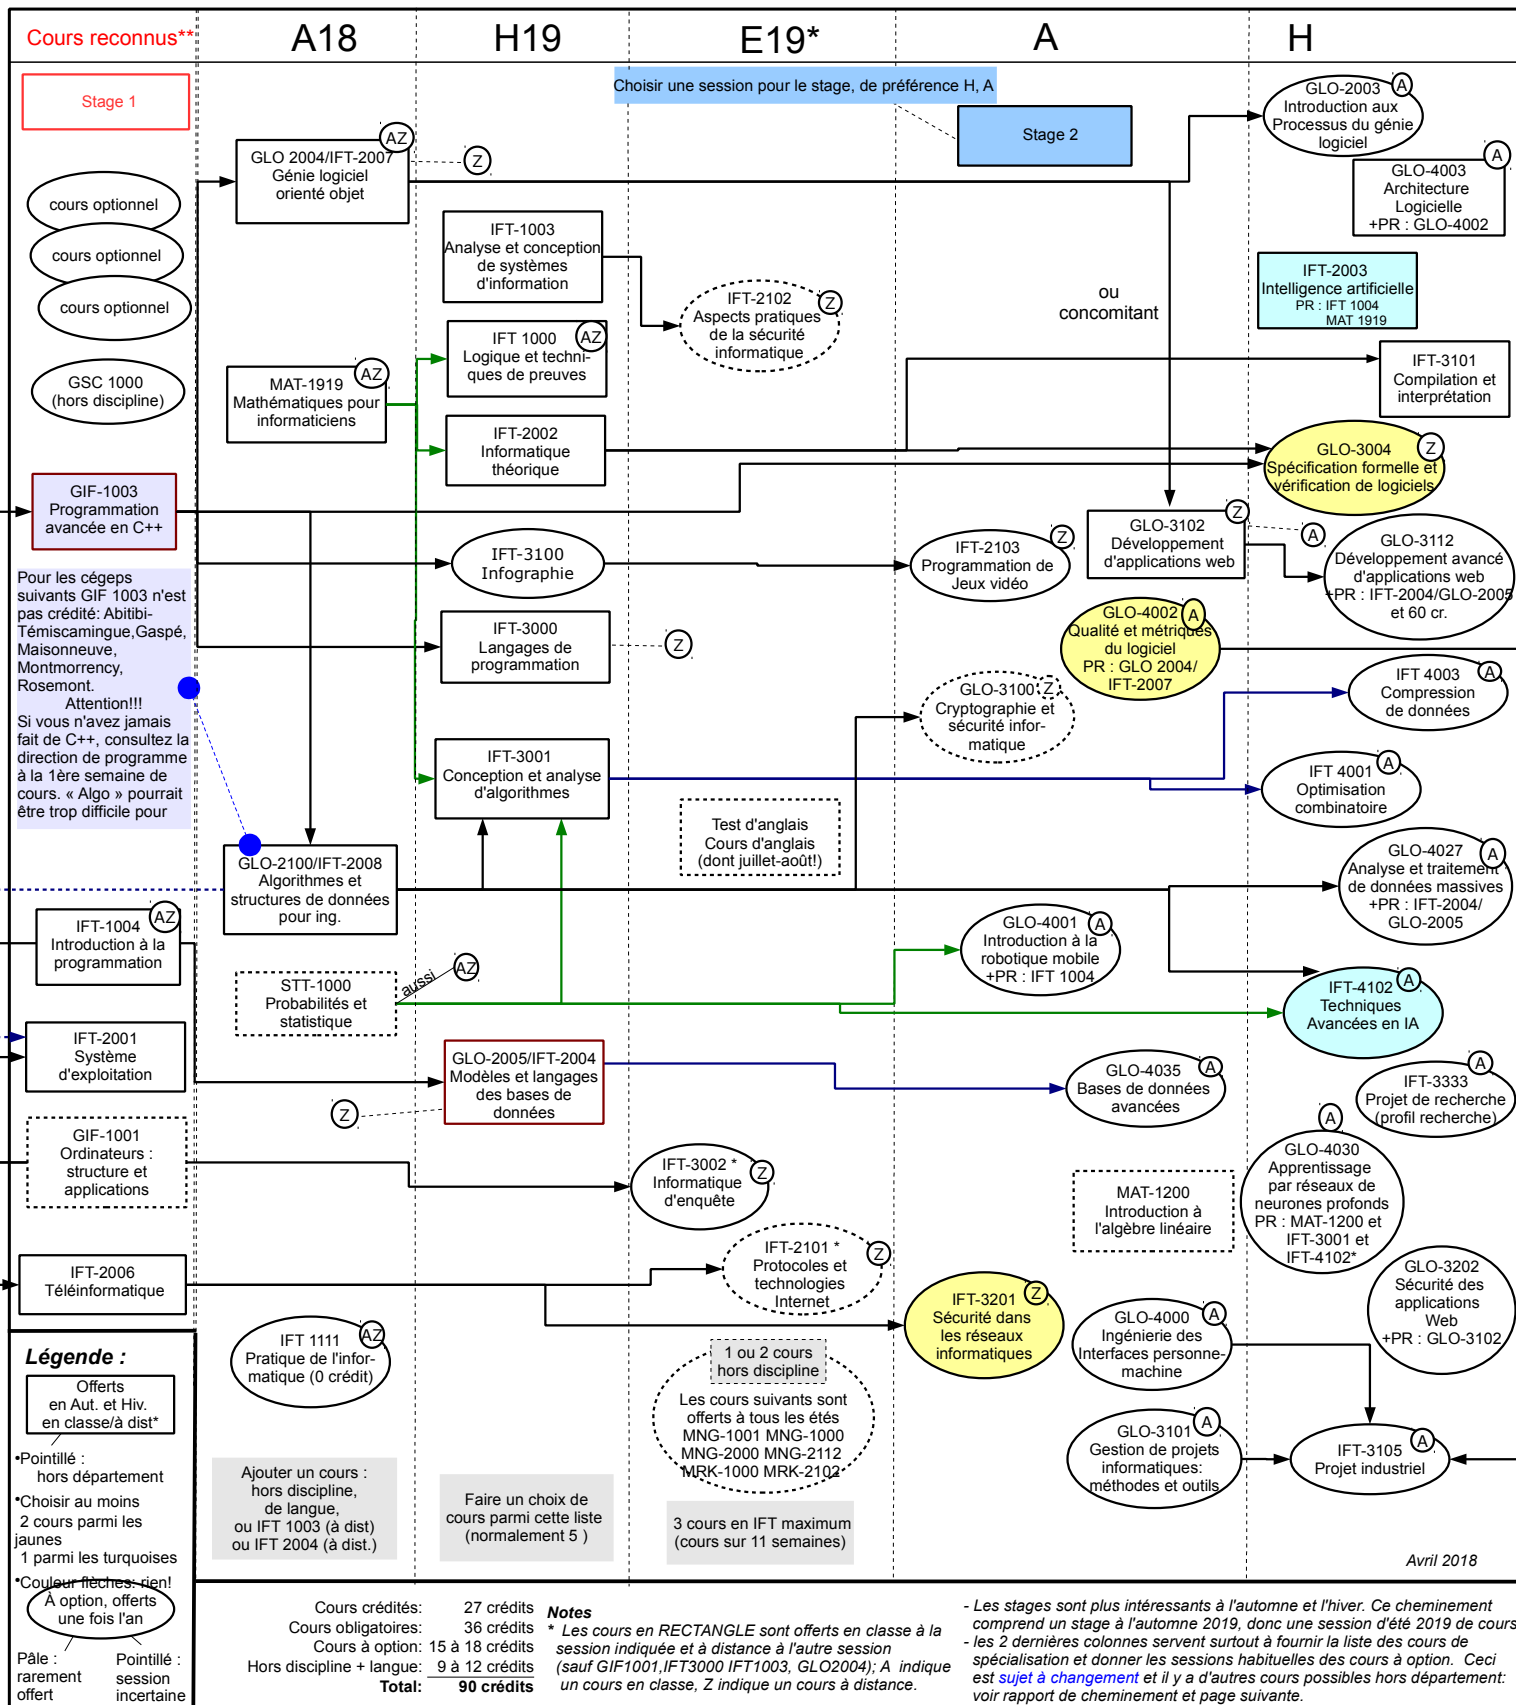 Cours reconnus**
A18
H19
E19*
A
H
Stage 1
Choisir une session pour le stage, de préférence H, A
Stage 2
GLO-2003
Introduction aux
Processus du génie
logiciel
A
GLO 2004/IFT-2007
Génie logiciel
orienté objet
AZ
Z
GLO-4003
Architecture
Logicielle
+PR : GLO-4002
A
cours optionnel
cours optionnel
cours optionnel
IFT-1003
Analyse et conception
de systèmes
d'information
IFT-2102
Aspects pratiques
de la sécurité
informatique
Z
ou
concomitant
IFT-2003
Intelligence artificielle
PR : IFT 1004
MAT 1919
GSC 1000
(hors discipline)
MAT-1919
Mathématiques pour
informaticiens
AZ
IFT 1000
Logique et techni-
ques de preuves
AZ
IFT-3101
Compilation et
interprétation
IFT-2002
Informatique
théorique
GLO-3004
Spécification formelle et
vérification de logiciels
Z
GIF-1003
Programmation
avancée en C++
IFT-3100
Infographie
IFT-2103
Programmation de
Jeux vidéo
Z
GLO-3102
Développement
d'applications web
Z
A
GLO-3112
Développement avancé
d'applications web
+PR : IFT-2004/GLO-2005
et 60 cr.
Pour les cégeps
suivants GIF 1003 n'est
pas crédité: Abitibi-
Témiscamingue,Gaspé,
Maisonneuve,
Montmorrency,
Rosemont.
Attention!!!
Si vous n'avez jamais
fait de C++, consultez la
direction de programme
à la 1ère semaine de
cours. « Algo » pourrait
être trop difficile pour
IFT-3000
Langages de
programmation
Z
GLO-4002
Qualité et métriques
du logiciel
PR : GLO 2004/
IFT-2007
A
GLO-3100
Cryptographie et
sécurité infor-
matique
Z
IFT 4003
Compression
de données
A
IFT-3001
Conception et analyse
d'algorithmes
IFT 4001
Optimisation
combinatoire
A
Test d'anglais
Cours d'anglais
(dont juillet-août!)
GLO-2100/IFT-2008
Algorithmes et
structures de données
pour ing.
GLO-4027
Analyse et traitement
de données massives
+PR : IFT-2004/
GLO-2005
A
IFT-1004
Introduction à la
programmation
AZ
GLO-4001
Introduction à la
robotique mobile
+PR : IFT 1004
A
STT-1000
Probabilités et
statistique
aussi
AZ
IFT-4102
Techniques
Avancées en IA
A
IFT-2001
Système
d'exploitation
GLO-2005/IFT-2004
Modèles et langages
des bases de
données
Z
GLO-4035
Bases de données
avancées
A
IFT-3333
Projet de recherche
(profil recherche)
A
GIF-1001
Ordinateurs :
structure et
applications
IFT-3002 *
Informatique
d'enquête
Z
MAT-1200
Introduction à
l'algèbre linéaire
A
GLO-4030
Apprentissage
par réseaux de
neurones profonds
PR : MAT-1200 et
IFT-3001 et
IFT-4102*
IFT-2006
Téléinformatique
IFT-2101 *
Protocoles et
technologies
Internet
Z
GLO-3202
Sécurité des
applications
Web
+PR : GLO-3102
IFT-3201
Sécurité dans
les réseaux
informatiques
Z
GLO-4000
Ingénierie des
Interfaces personne-
machine
A
IFT 1111
Pratique de l'infor-
matique (0 crédit)
AZ
1 ou 2 cours
hors discipline
Les cours suivants sont
offerts à tous les étés
MNG-1001 MNG-1000
MNG-2000 MNG-2112
MRK-1000 MRK-2102
GLO-3101
Gestion de projets
informatiques:
méthodes et outils
A
IFT-3105
Projet industriel
A
Légende :
Offerts
en Aut. et Hiv.
en classe/à dist*
•Pointillé :
hors département
•Choisir au moins
2 cours parmi les
jaunes
1 parmi les turquoises
•Couleur flèches: rien!
À option, offerts
une fois l'an
Pâle :
rarement
offert
Pointillé :
session
incertaine
Ajouter un cours :
hors discipline,
de langue,
ou IFT 1003 (à dist)
ou IFT 2004 (à dist.)
Faire un choix de
cours parmi cette liste
(normalement 5 )
3 cours en IFT maximum
(cours sur 11 semaines)
Avril 2018
Cours crédités: 27 crédits
Cours obligatoires: 36 crédits
Cours à option: 15 à 18 crédits
Hors discipline + langue: 9 à 12 crédits
Total: 90 crédits
Notes
* Les cours en RECTANGLE sont offerts en classe à la
session indiquée et à distance à l'autre session
(sauf GIF1001,IFT3000 IFT1003, GLO2004); A indique
un cours en classe, Z indique un cours à distance.
- Les stages sont plus intéressants à l'automne et l'hiver. Ce cheminement
comprend un stage à l'automne 2019, donc une session d'été 2019 de cours
- les 2 dernières colonnes servent surtout à fournir la liste des cours de
spécialisation et donner les sessions habituelles des cours à option. Ceci
est sujet à changement et il y a d'autres cours possibles hors département:
voir rapport de cheminement et page suivante.